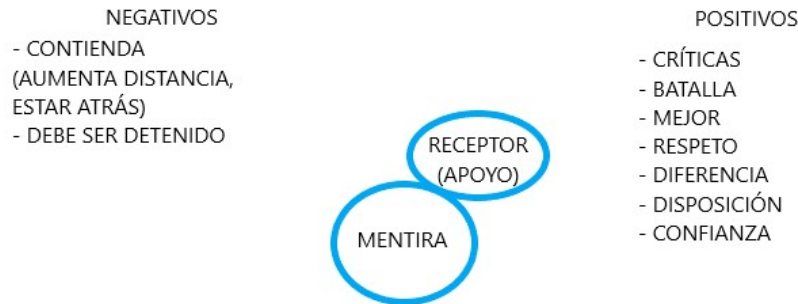 NEGATIVOS
- CONTIENDA
(AUMENTA DISTANCIA,
ESTAR ATRÁS)
- DEBE SER DETENIDO
RECEPTOR
(APOYO)
MENTIRA
POSITIVOS
- CRÍTICAS
- BATALLA
- MEJOR
- RESPETO
- DIFERENCIA
- DISPOSICIÓN
- CONFIANZA